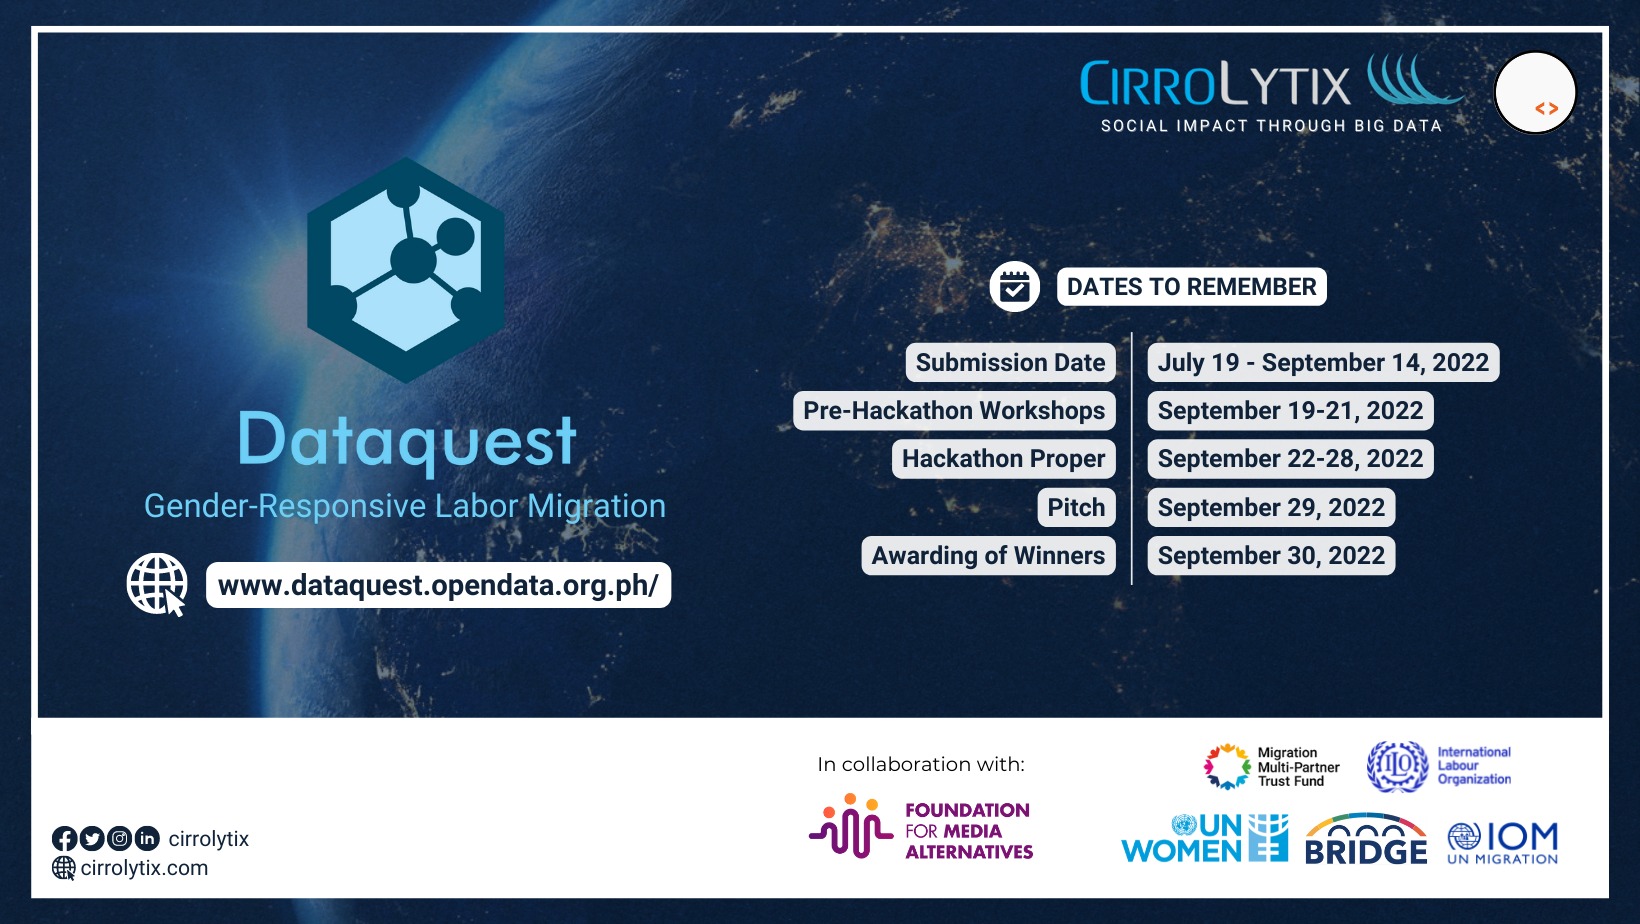 CIRROLYTIX
SOCIAL IMPACT THROUGH BIG DATA
<>
Dataquest
Gender-Responsive Labor Migration
www.dataquest.opendata.org.ph/
DATES TO REMEMBER
Submission Date July 19 - September 14, 2022
Pre-Hackathon Workshops September 19-21, 2022
Hackathon Proper September 22-28, 2022
Pitch September 29, 2022
Awarding of Winners September 30, 2022
cirrolytix
cirrolytix.com
In collaboration with:
FOUNDATION
FOR MEDIA
ALTERNATIVES
Migration
Multi-Partner
Trust Fund
ILO
International
Labour
Organization
UN
WOMEN
BRIDGE
IOM
UN MIGRATION